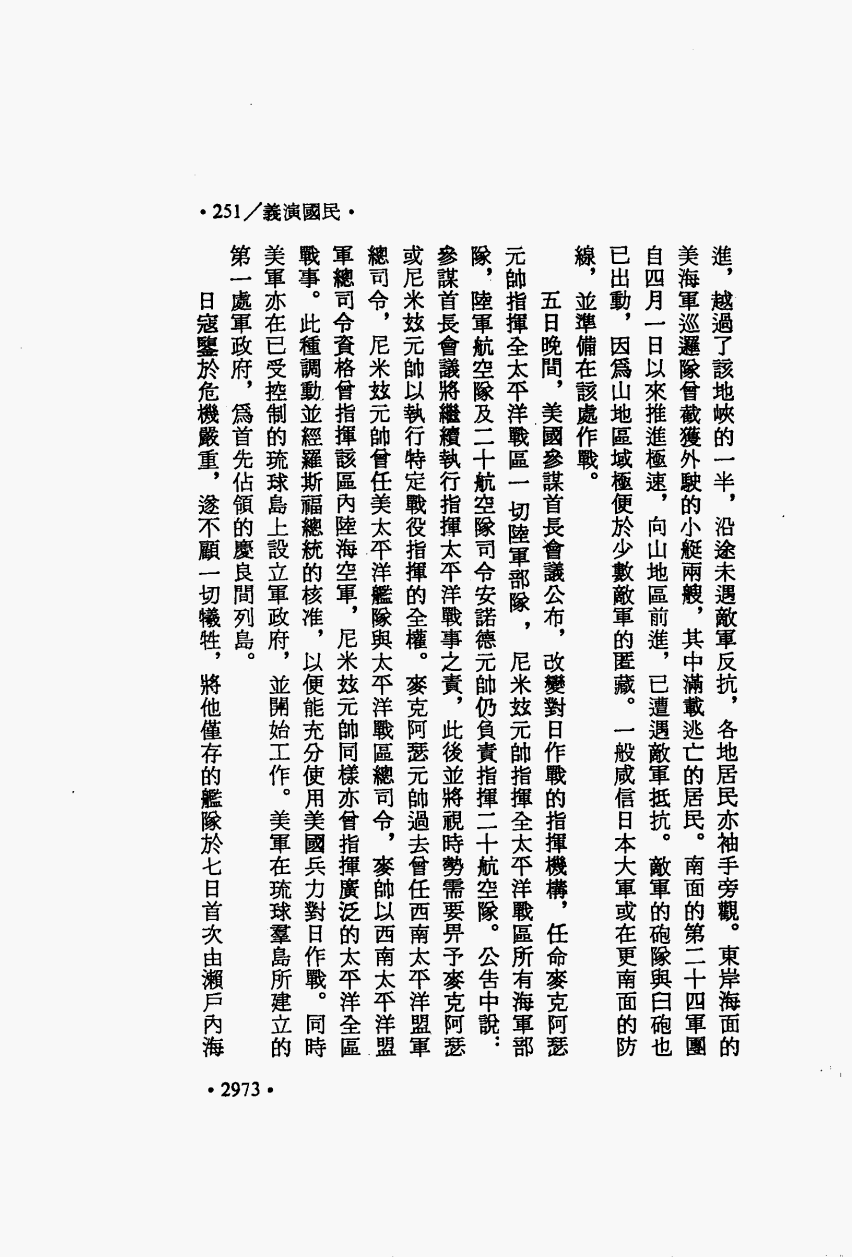 •251／義演國民•
進，越過了該地峽的一半，沿途未遇敵軍反抗，各地居民亦袖手旁觀。東岸海面的
美海軍巡邏隊曾截獲外駛的小艇兩艘，其中滿載逃亡的居民。南面的第二十四軍團
自四月一日以來推進極速，向山地區前進，已遭遇敵軍抵抗。敵軍的砲隊與臼砲也
已出動，因爲山地區域極便於少數敵軍的匿藏。一般咸信日本大軍或在更南面的防
線，並準備在該處作戰。
五日晚間，美國參謀首長會議公布，改變對日作戰的指揮機構，任命麥克阿瑟
元帥指揮全太平洋戰區一切陸軍部隊，尼米玆元帥指揮全太平洋戰區所有海軍部
隊，陸軍航空隊及二十航空隊司令安諾德元帥仍負責指揮二十航空隊。公告中說：
參謀首長會議將繼續執行指揮太平洋戰事之責，此後並將視時勢需要畀予麥克阿瑟
或尼米玆元帥以執行特定戰役指揮的全權。麥克阿瑟元帥過去曾任西南太平洋盟軍
總司令，尼米玆元帥曾任美太平洋艦隊與太平洋戰區總司令，麥帥以西南太平洋盟
軍總司令資格曾指揮該區內陸海空軍，尼米玆元帥同樣亦曾指揮廣泛的太平洋全區
戰事。此種調動並經羅斯福總統的核准，以便能充分使用美國兵力對日作戰。同時
美軍亦在已受控制的琉球島上設立軍政府，並開始工作。美軍在琉球羣島所建立的
第一處軍政府，爲首先佔領的慶良間列島。
日寇鑒於危機嚴重，遂不顧一切犧牲，將他僅存的艦隊於七日首次由瀨戶內海
•2973•